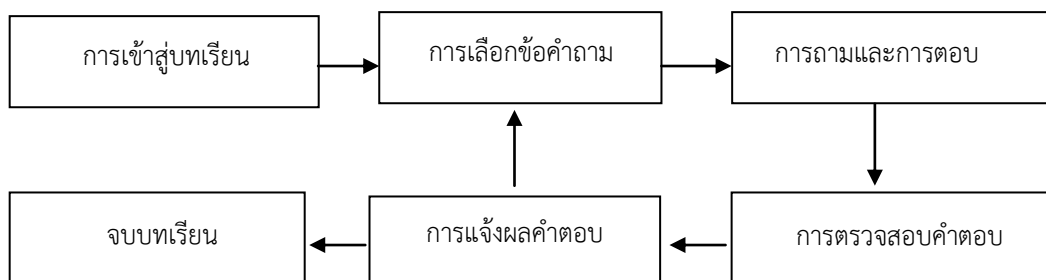 การเข้าสู่บทเรียน
การเลือกข้อคำถาม
การถามและการตอบ
จบบทเรียน
การแจ้งผลคำตอบ
การตรวจสอบคำตอบ